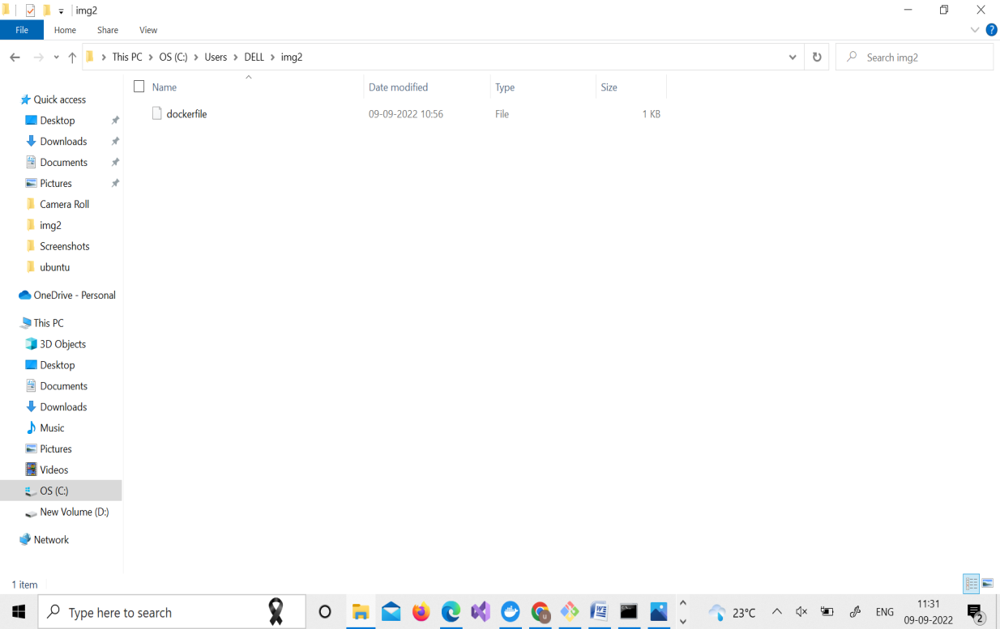 img2
File Home Share View
This PC OS (C:) Users DELL img2 Search img2
Name Date modified Type Size
dockerfile 09-09-2022 10:56 File 1 KB
Quick access
Desktop
Downloads
Documents
Pictures
Camera Roll
img2
Screenshots
ubuntu
OneDrive - Personal
This PC
3D Objects
Desktop
Documents
Downloads
Music
Pictures
Videos
OS (C:)
New Volume (D:)
Network
1 item
Type here to search 23°C ENG 11:31
09-09-2022 2